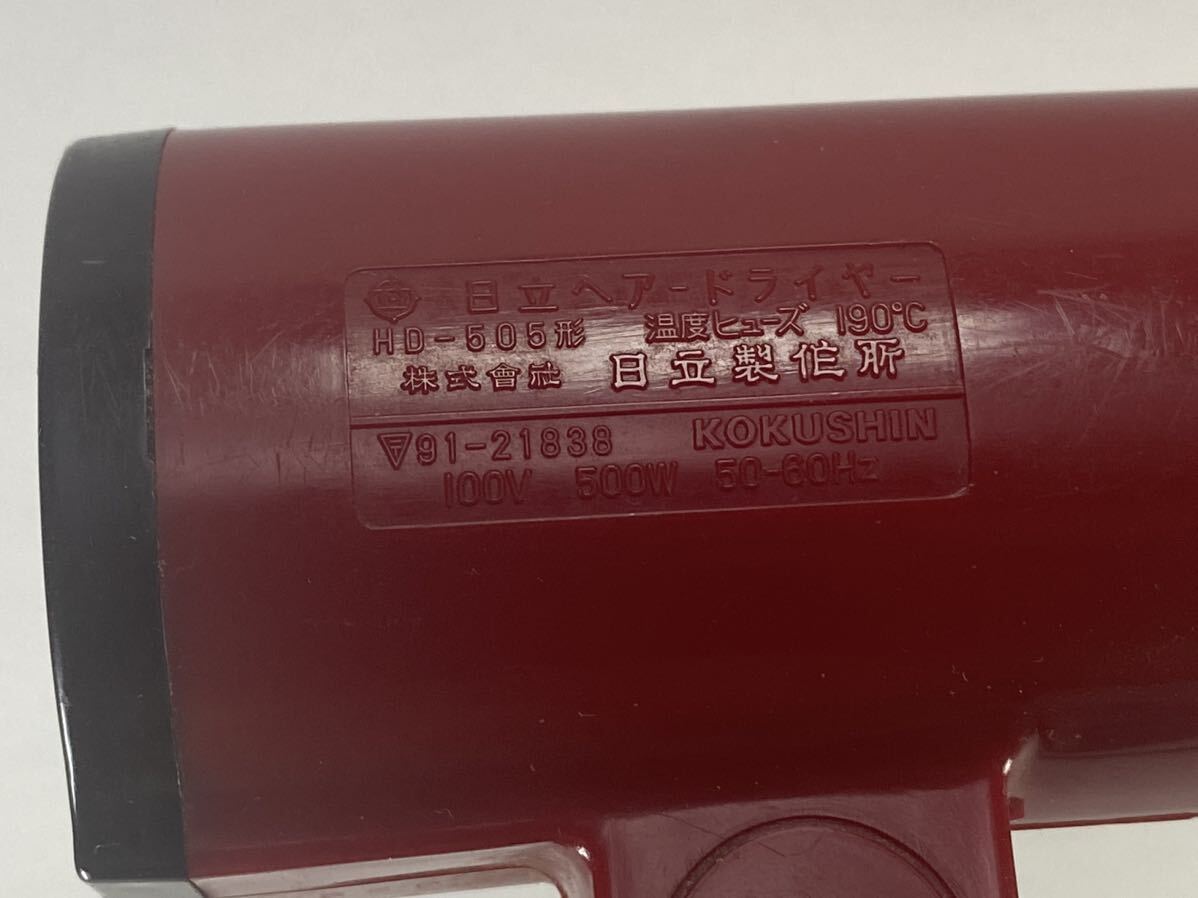 日立ヘアードライヤー
HD-505形 温度ヒューズ 190℃
株式會社 日立製作所
91-21838 KOKUSHIN
100V 500W 50-60Hz